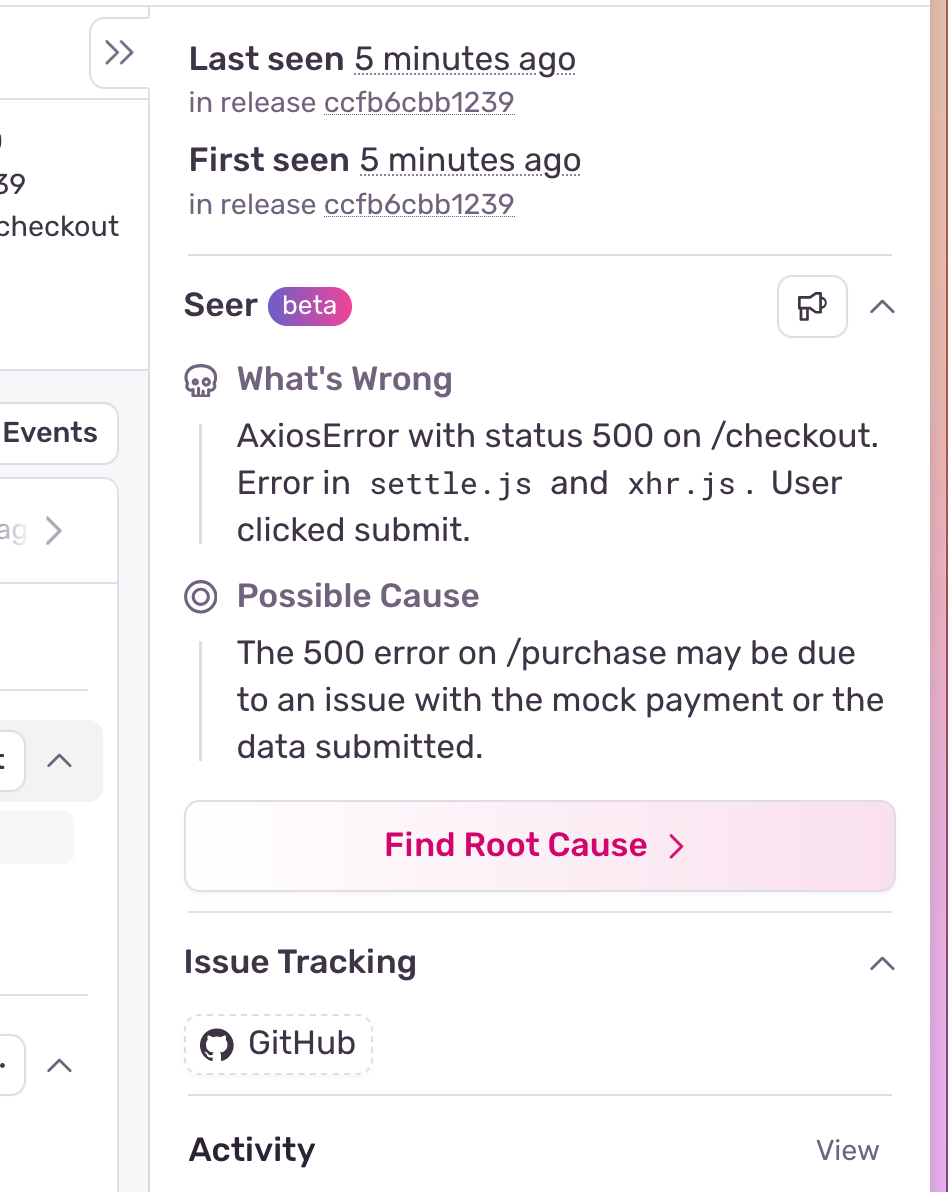 Last seen 5 minutes ago
in release ccfb6cbb1239
First seen 5 minutes ago
in release ccfb6cbb1239
39
checkout
Seer beta
What's Wrong
AxiosError with status 500 on /checkout.
Error in settle.js and xhr.js. User
clicked submit.
Events
ag
Possible Cause
The 500 error on /purchase may be due
to an issue with the mock payment or the
data submitted.
Find Root Cause
Issue Tracking
GitHub
Activity
View